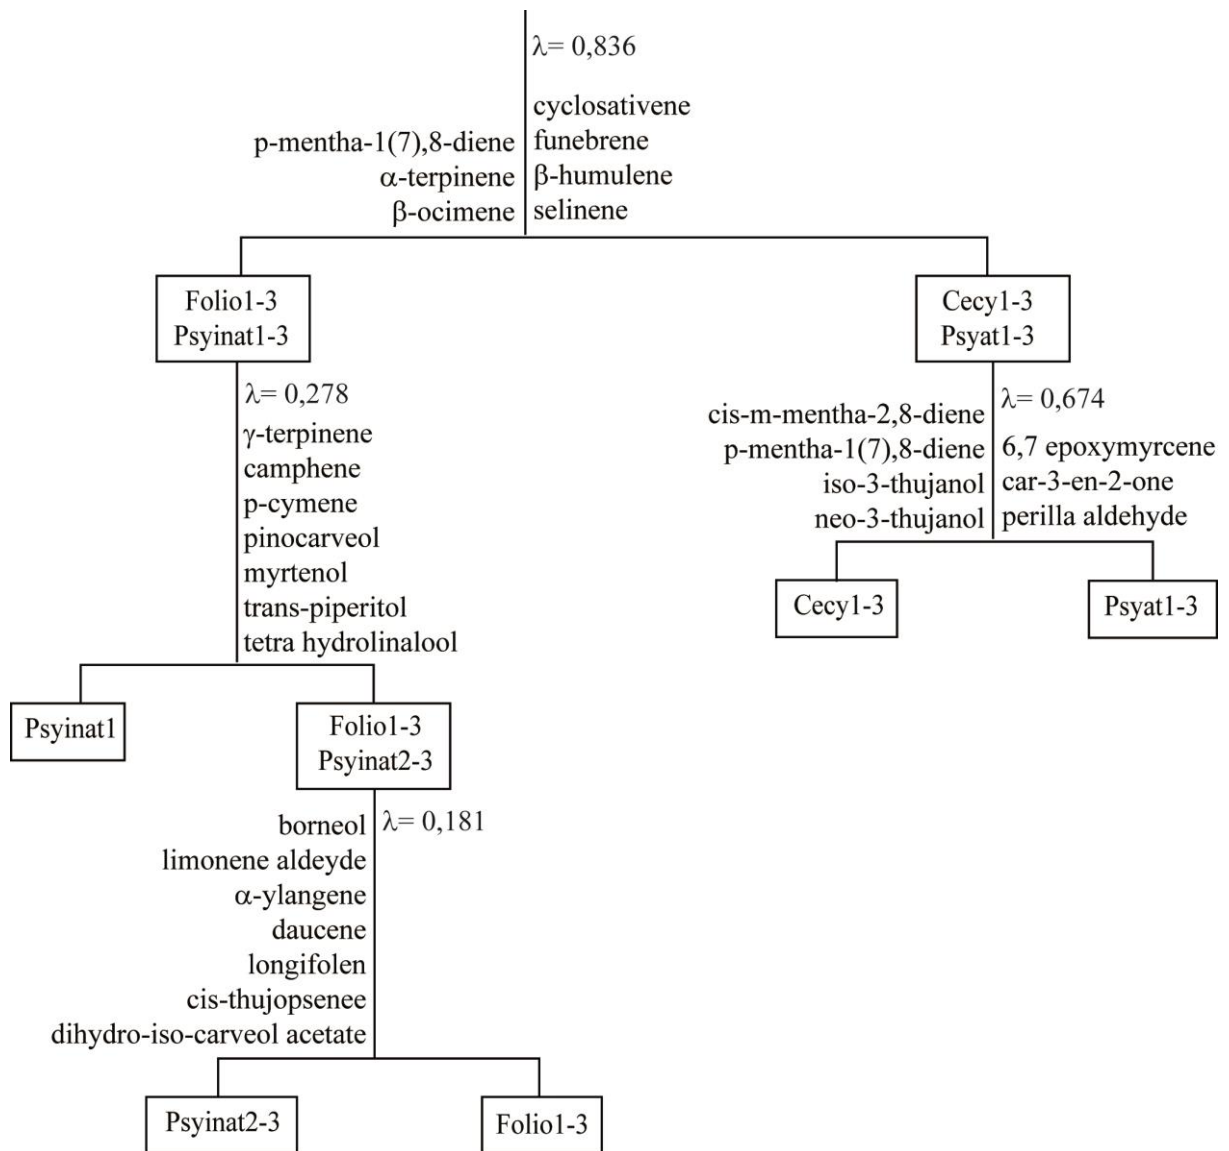 λ= 0,836
p-mentha-1(7),8-diene
α-terpinene
β-ocimene
cyclosativene
funebrene
β-humulene
selinene
Folio1-3
Psyinat1-3
Cecy1-3
Psyat1-3
λ= 0,278
γ-terpinene
camphene
p-cymene
pinocarveol
myrtenol
trans-piperitol
tetra hydrolinalool
cis-m-mentha-2,8-diene
p-mentha-1(7),8-diene
iso-3-thujanol
neo-3-thujanol
λ= 0,674
6,7 epoxymyrcene
car-3-en-2-one
perilla aldehyde
Cecy1-3
Psyat1-3
Psyinat1
Folio1-3
Psyinat2-3
borneol
limonene aldeyde
α-ylangene
daucene
longifolen
cis-thujopsenee
dihydro-iso-carveol acetate
λ= 0,181
Psyinat2-3
Folio1-3